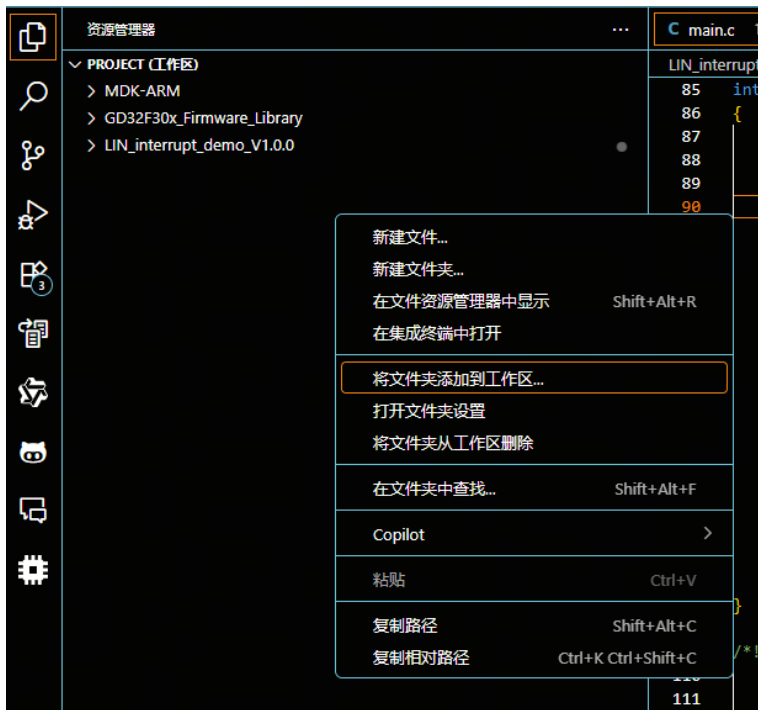 资源管理器 ···
C main.c
PROJECT (工作区)
MDK-ARM
GD32F30x_Firmware_Library
LIN_interrupt_demo_V1.0.0
LIN_interrupt
85 int
86 {
87
88
89
90
3
新建文件...
新建文件夹...
在文件资源管理器中显示 Shift+Alt+R
在集成终端中打开
将文件夹添加到工作区...
打开文件夹设置
将文件夹从工作区删除
在文件夹中查找... Shift+Alt+F
Copilot
粘贴 Ctrl+V
复制路径 Shift+Alt+C
复制相对路径 Ctrl+K Ctrl+Shift+C
}
/*!
111